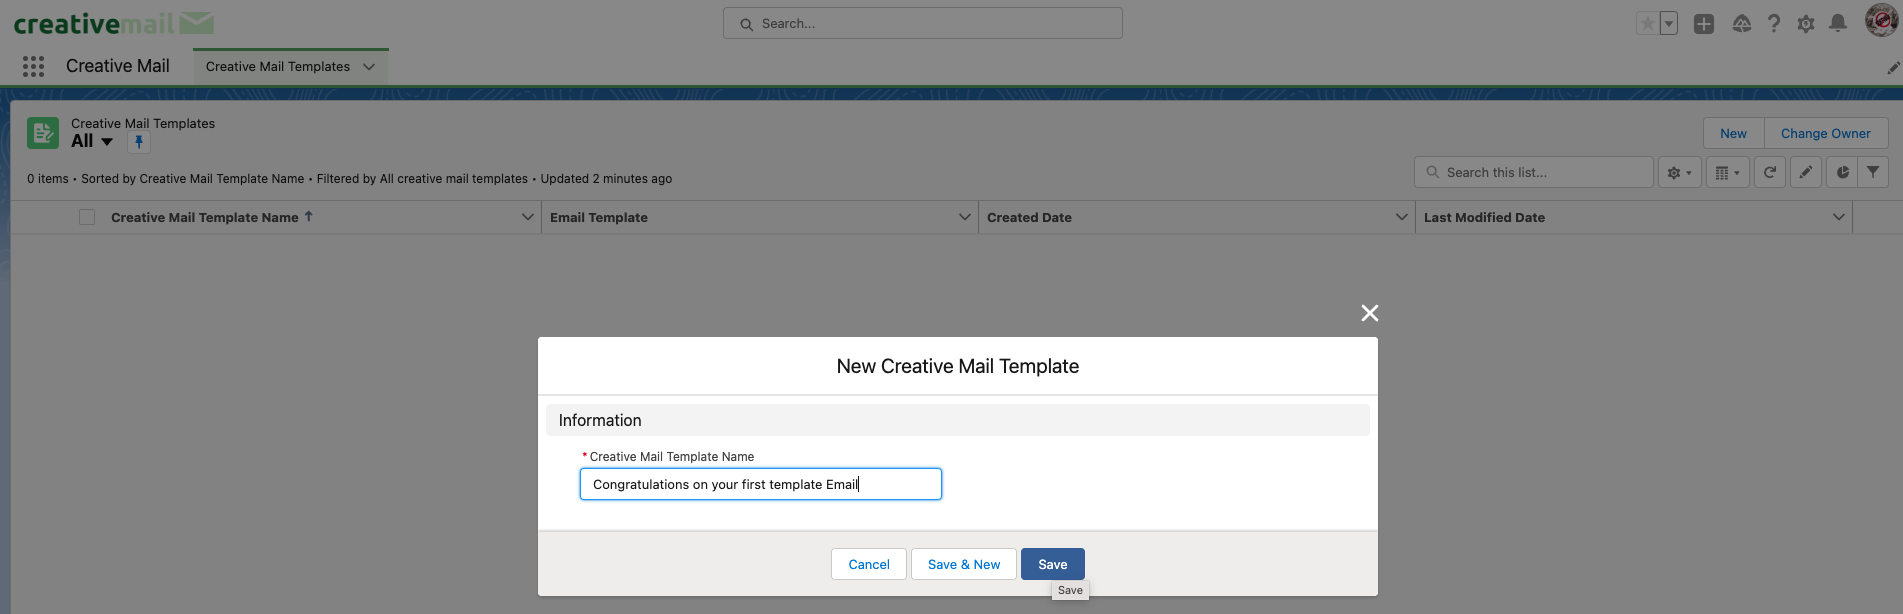 creativemail
Search...
Creative Mail
Creative Mail Templates
Creative Mail Templates
All
New
Change Owner
0 items • Sorted by Creative Mail Template Name • Filtered by All creative mail templates • Updated 2 minutes ago
Search this list...
Creative Mail Template Name
Email Template
Created Date
Last Modified Date
New Creative Mail Template
Information
* Creative Mail Template Name
Congratulations on your first template Email
Cancel
Save & New
Save
Save